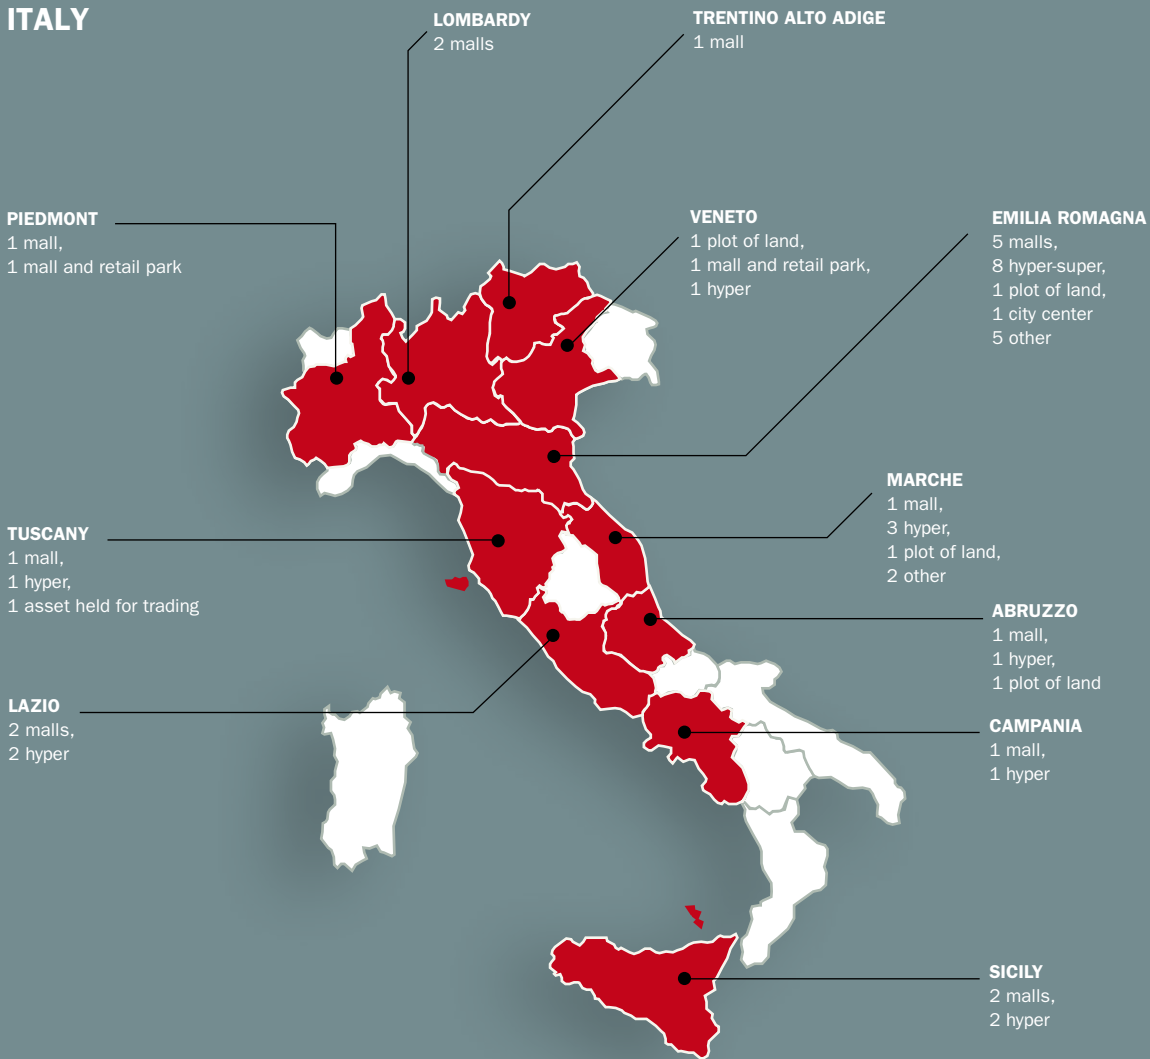 ITALY
LOMBARDY
2 malls
TRENTINO ALTO ADIGE
1 mall
PIEDMONT
1 mall,
1 mall and retail park
VENETO
1 plot of land,
1 mall and retail park,
1 hyper
EMILIA ROMAGNA
5 malls,
8 hyper-super,
1 plot of land,
1 city center
5 other
MARCHE
1 mall,
3 hyper,
1 plot of land,
2 other
TUSCANY
1 mall,
1 hyper,
1 asset held for trading
ABRUZZO
1 mall,
1 hyper,
1 plot of land
LAZIO
2 malls,
2 hyper
CAMPANIA
1 mall,
1 hyper
SICILY
2 malls,
2 hyper